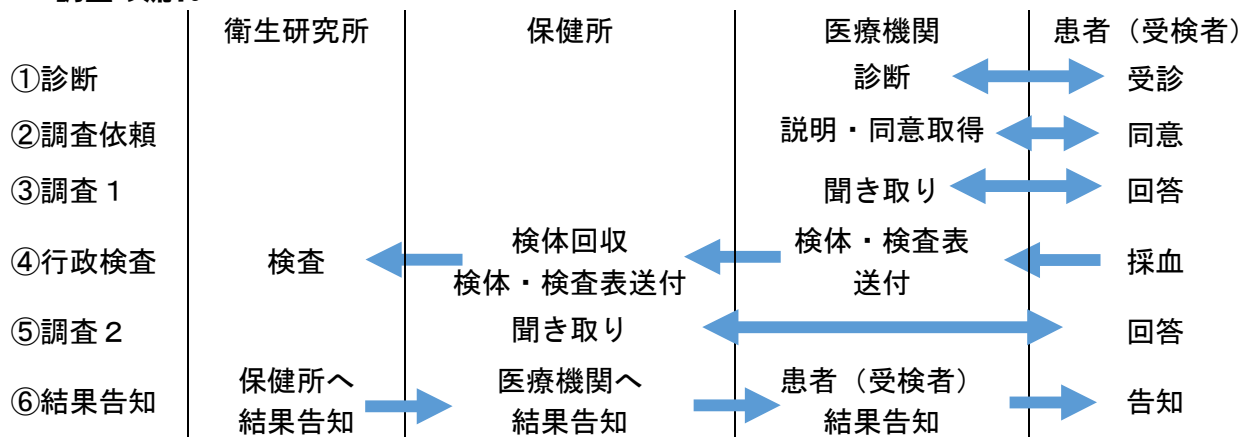 衛生研究所 保健所 医療機関 患者（受検者）
①診断 診断 受診
②調査依頼 説明・同意取得 同意
③調査１ 聞き取り 回答
④行政検査 検査 検体回収 検体・検査表送付 検体・検査表 送付 採血
⑤調査２ 聞き取り 回答
⑥結果告知 保健所へ 結果告知 医療機関へ 結果告知 患者（受検者） 結果告知 告知